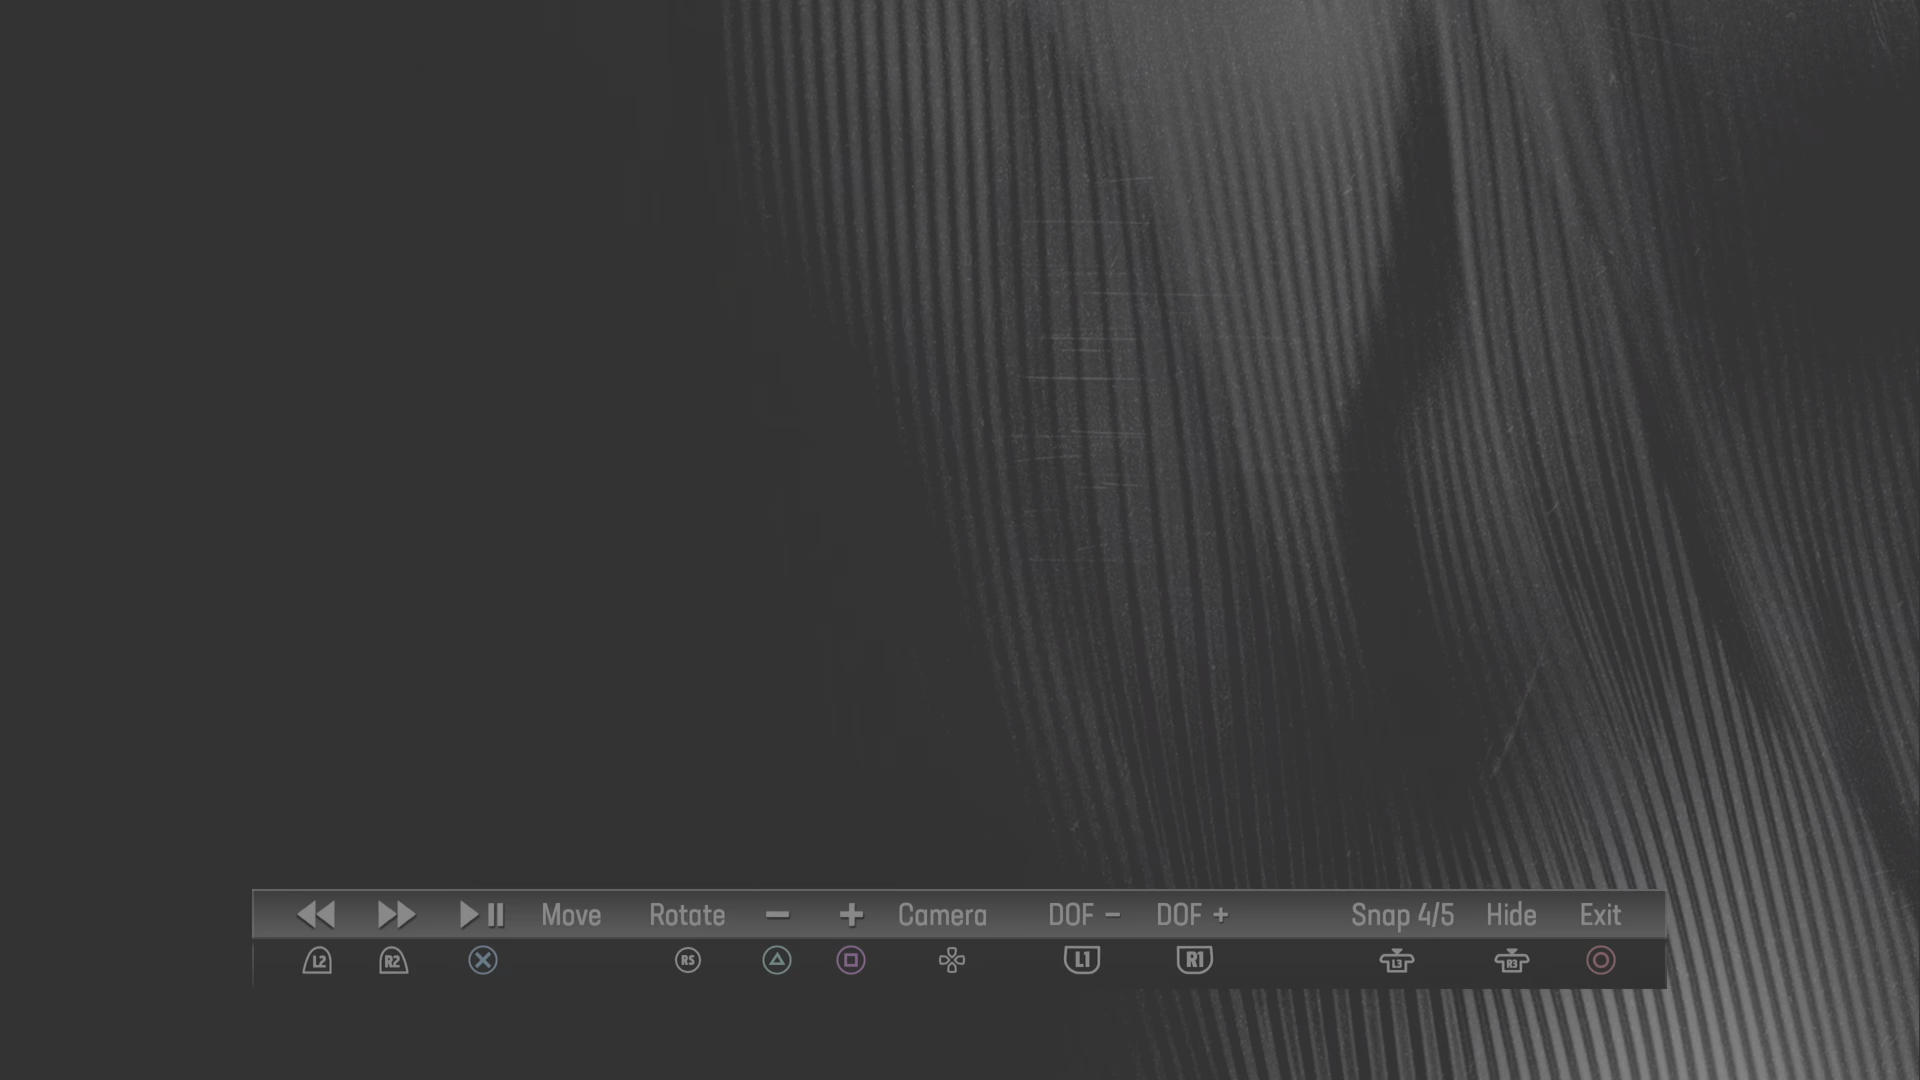 Move Rotate − + Camera DOF − DOF + Snap 4/5 Hide Exit
L2 R2 RS L1 R1 L3 R3